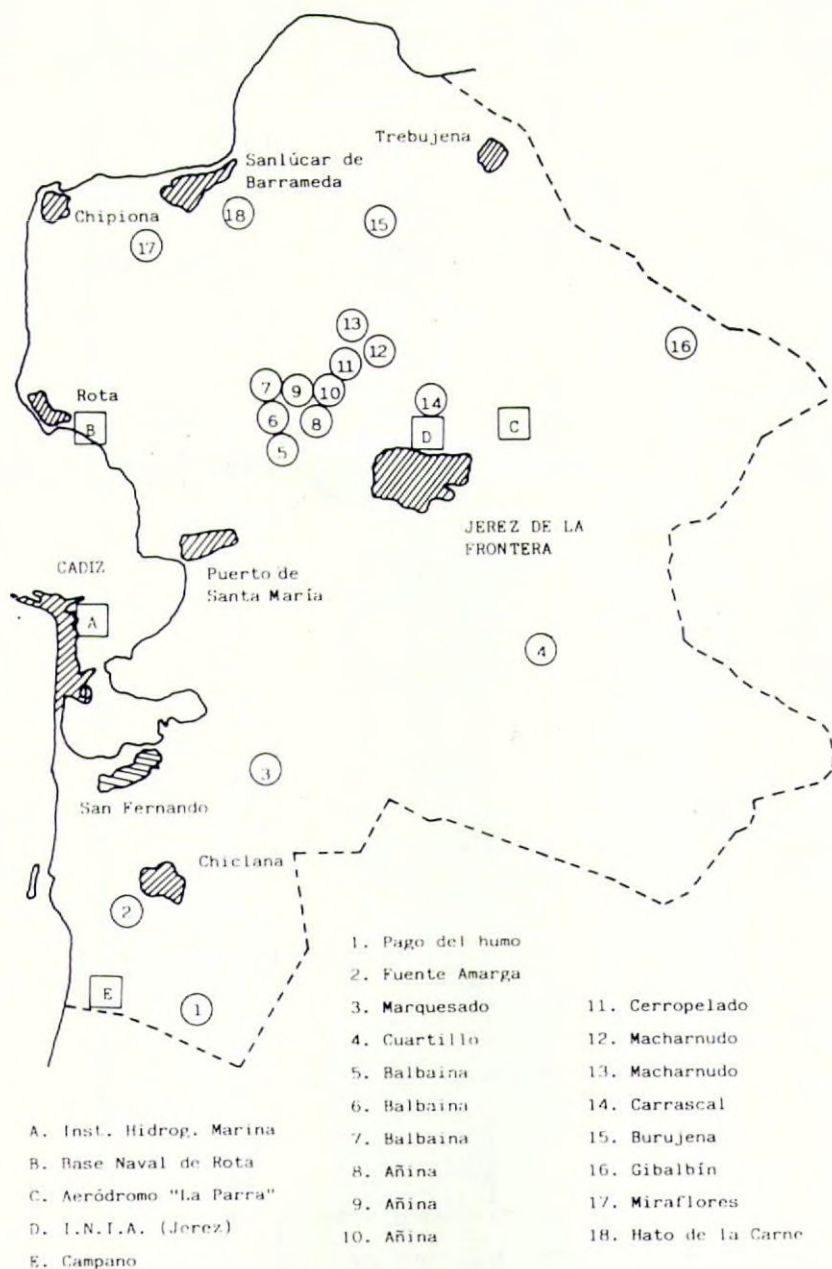 Trebujena
Sanlúcar de
Barrameda
18
15
Chipiona
17
13
16
12
11
7
9
10
14
Rota
6
8
B
D
C
5
JEREZ DE LA
FRONTERA
CADIZ
Puerto de
Santa María
A
4
3
San Fernando
Chiclana
2
E
1
1. Pago del humo
2. Fuente Amarga
3. Marquesado
4. Cuartillo
5. Balbaina
6. Balbaina
7. Balbaina
8. Añina
9. Añina
10. Añina
11. Cerropelado
12. Macharnudo
13. Macharnudo
14. Carrascal
15. Burujena
16. Gibalbín
17. Miraflores
18. Hato de la Carne
A. Inst. Hidrog. Marina
B. Base Naval de Rota
C. Aeródromo "La Parra"
D. I.N.I.A. (Jerez)
E. Campano